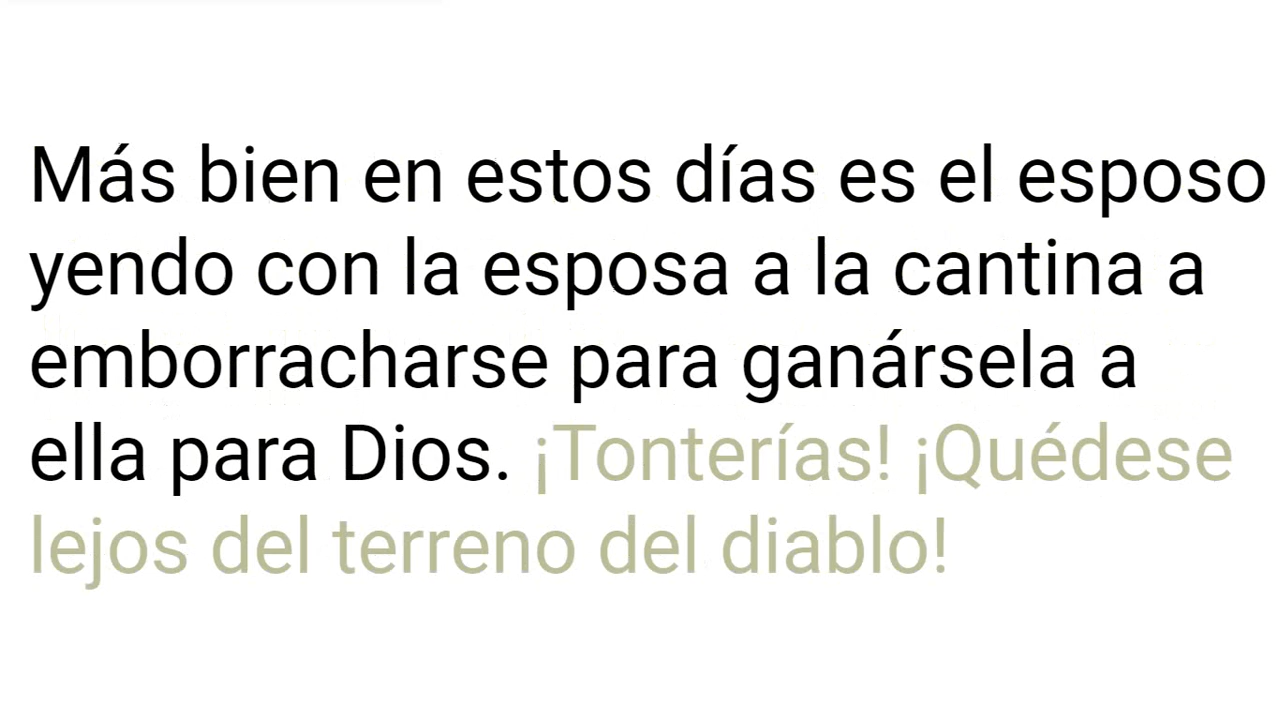 Más bien en estos días es el esposo
yendo con la esposa a la cantina a
emborracharse para ganársela a
ella para Dios. ¡Tonterías! ¡Quédese
lejos del terreno del diablo!